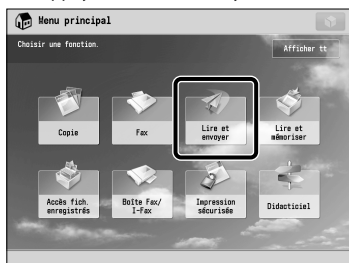 Menu principal
Choisir une fonction.
Afficher tt
Copie
Fax
Lire et
envoyer
Lire et
mémoriser
Accès fich.
enregistrés
Boîte Fax/
I-Fax
Impression
sécurisée
Didacticiel